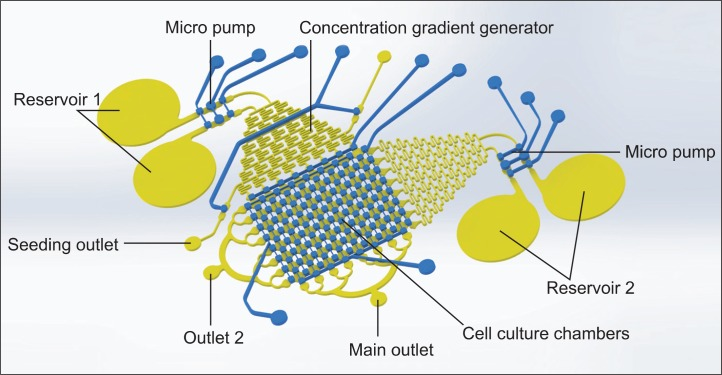 Micro pump
Concentration gradient generator
Reservoir 1
Micro pump
Seeding outlet
Reservoir 2
Outlet 2
Cell culture chambers
Main outlet